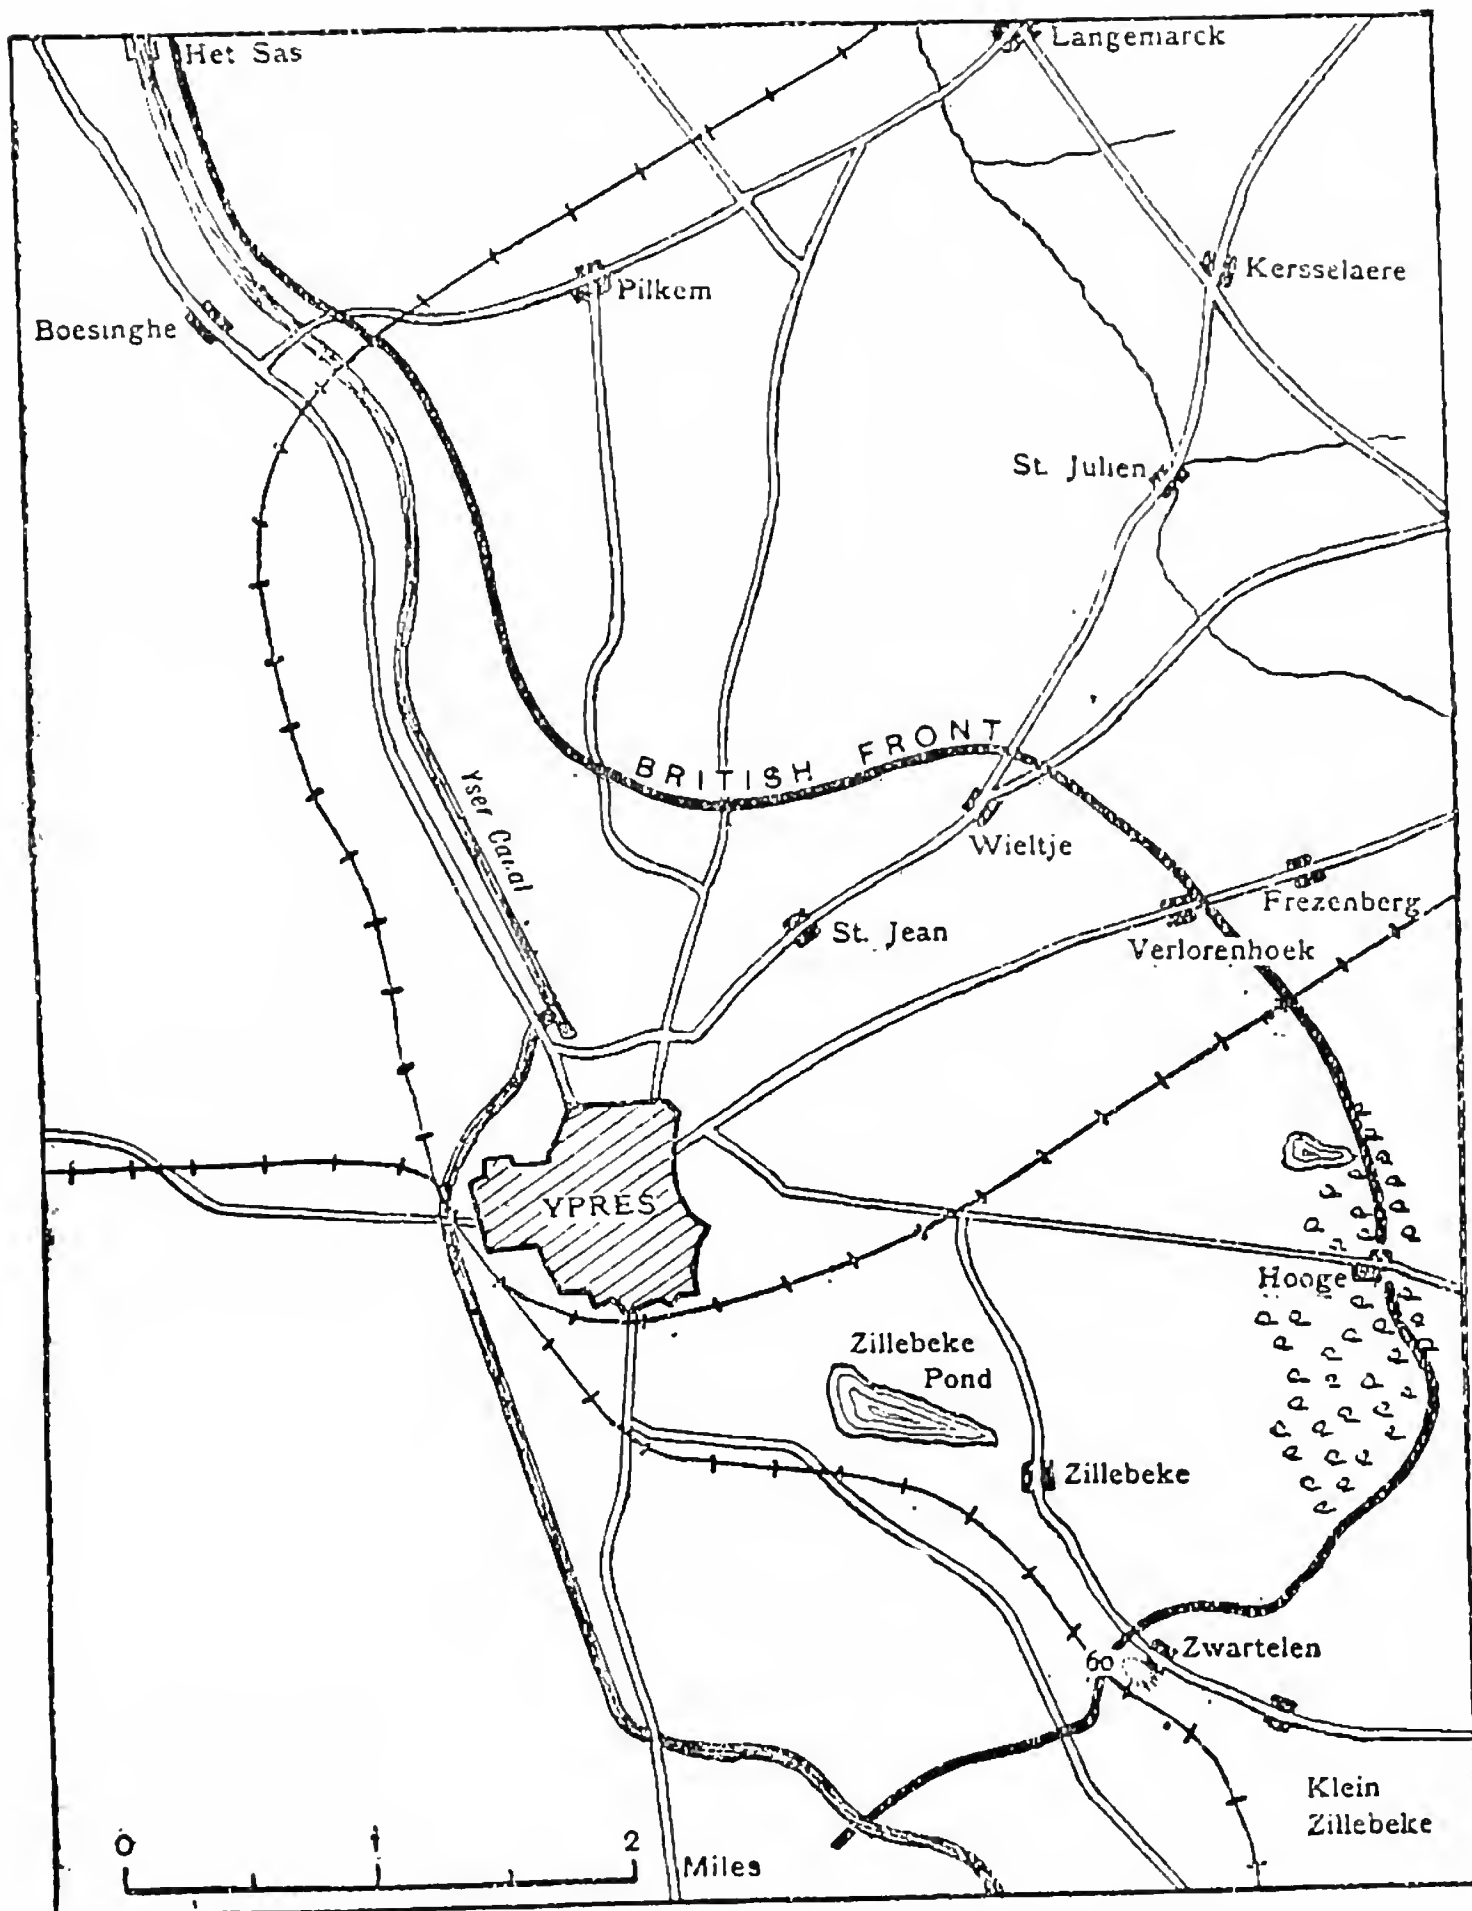 Het Sas
Langemarck
Pilkem
Kersselaere
Boesinghe
St. Julien
BRITISH FRONT
Yser Canal
Wieltje
Frezenberg
St. Jean
Verlorenhoek
YPRES
Hooge
Zillebeke
Pond
Zillebeke
Zwartelen
60
Klein
Zillebeke
0 1 2
Miles